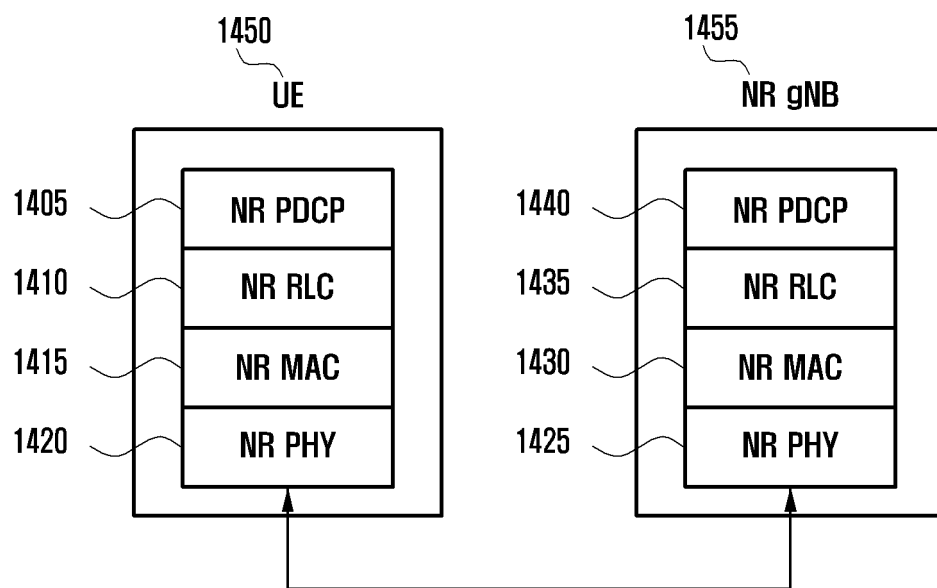 1450
1455
UE
NR gNB
1405
NR PDCP
1440
NR PDCP
1410
NR RLC
1435
NR RLC
1415
NR MAC
1430
NR MAC
1420
NR PHY
1425
NR PHY